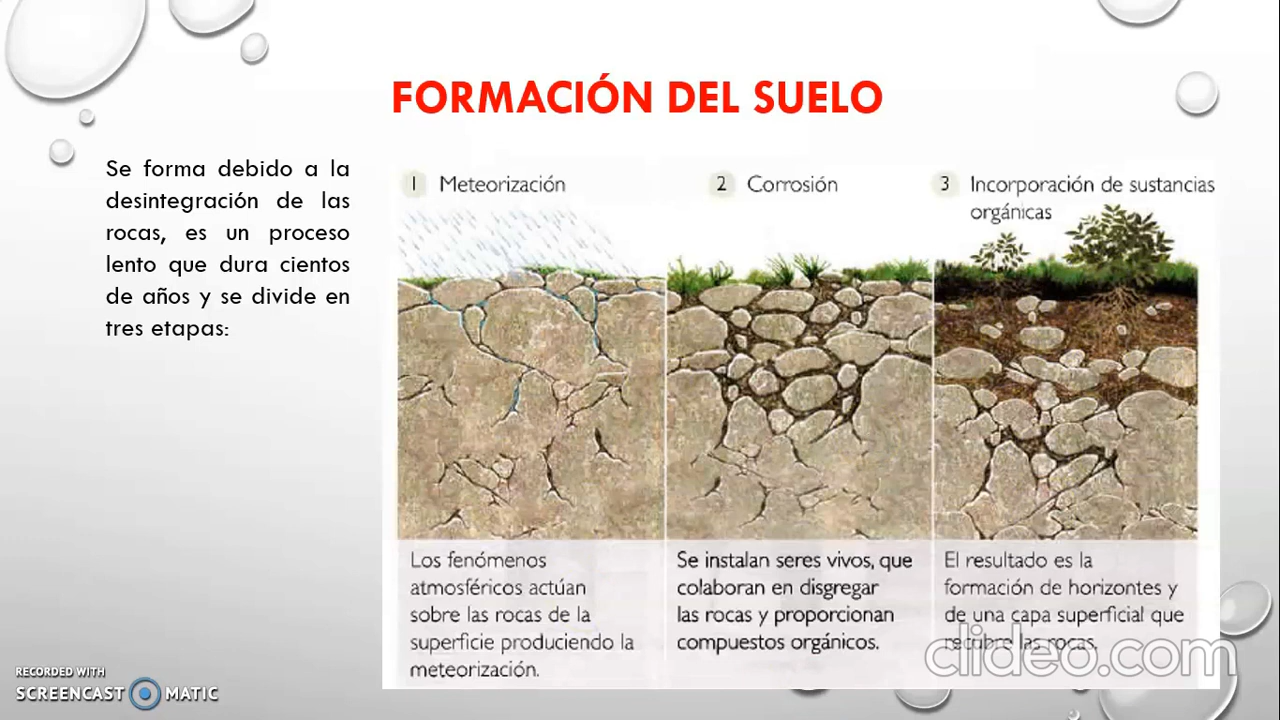 FORMACIÓN DEL SUELO
Se forma debido a la
desintegración de las
rocas, es un proceso
lento que dura cientos
de años y se divide en
tres etapas:
1 Meteorización
2 Corrosión
3 Incorporación de sustancias
orgánicas
Los fenómenos
atmosféricos actúan
sobre las rocas de la
superficie produciendo la
meteorización.
Se instalan seres vivos, que
colaboran en disgregar
las rocas y proporcionan
compuestos orgánicos.
El resultado es la
formación de horizontes y
de una capa superficial que
recubre las rocas.
clideo.com
RECORDED WITH
SCREENCAST MATIC